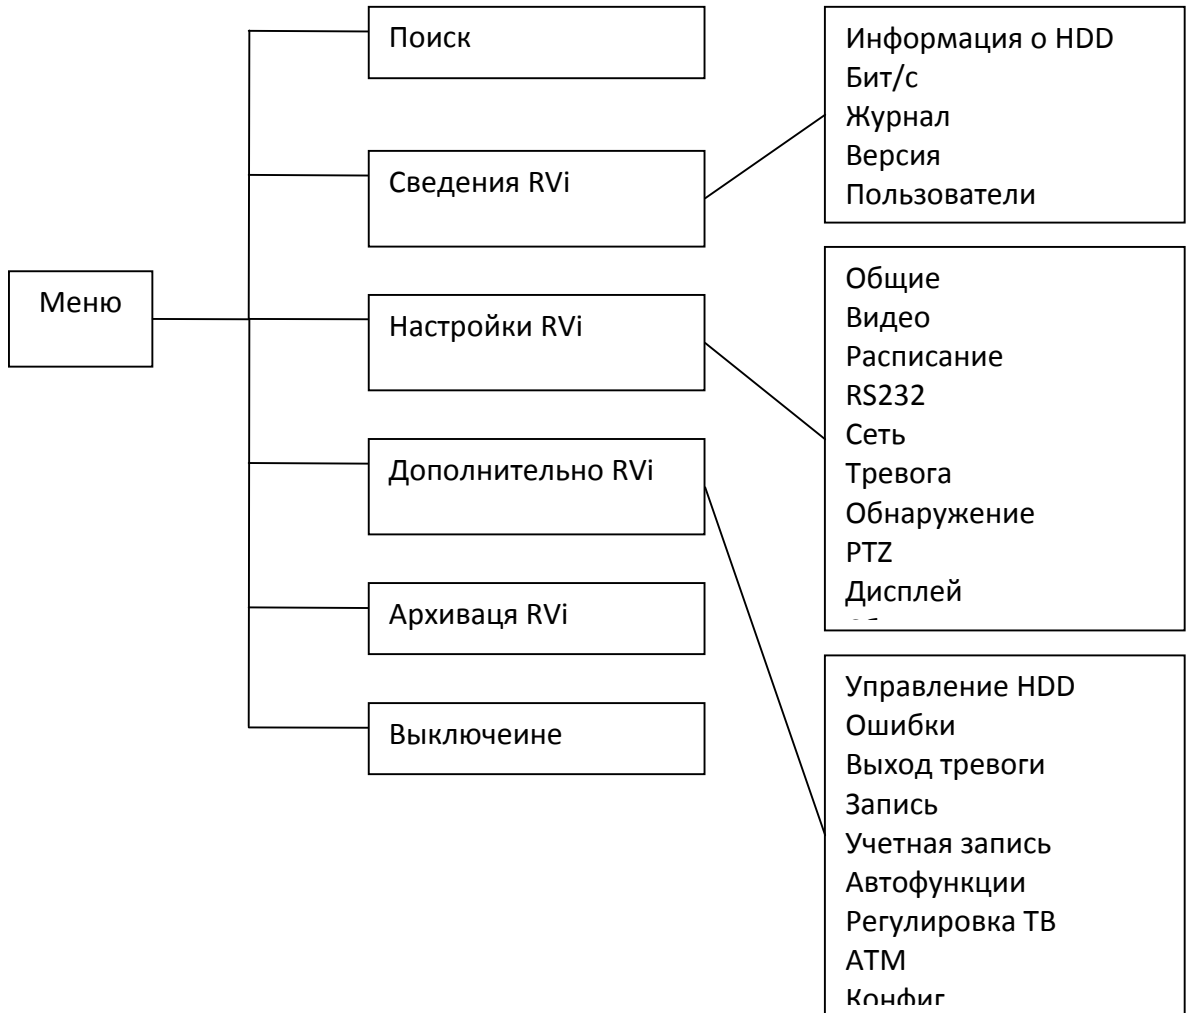 Меню
Поиск
Сведения RVi
Настройки RVi
Дополнительно RVi
Архиваця RVi
Выключеине
Информация о HDD
Бит/с
Журнал
Версия
Пользователи
Общие
Видео
Расписание
RS232
Сеть
Тревога
Обнаружение
PTZ
Дисплей
Управление HDD
Ошибки
Выход тревоги
Запись
Учетная запись
Автофункции
Регулировка ТВ
ATM
Конфиг